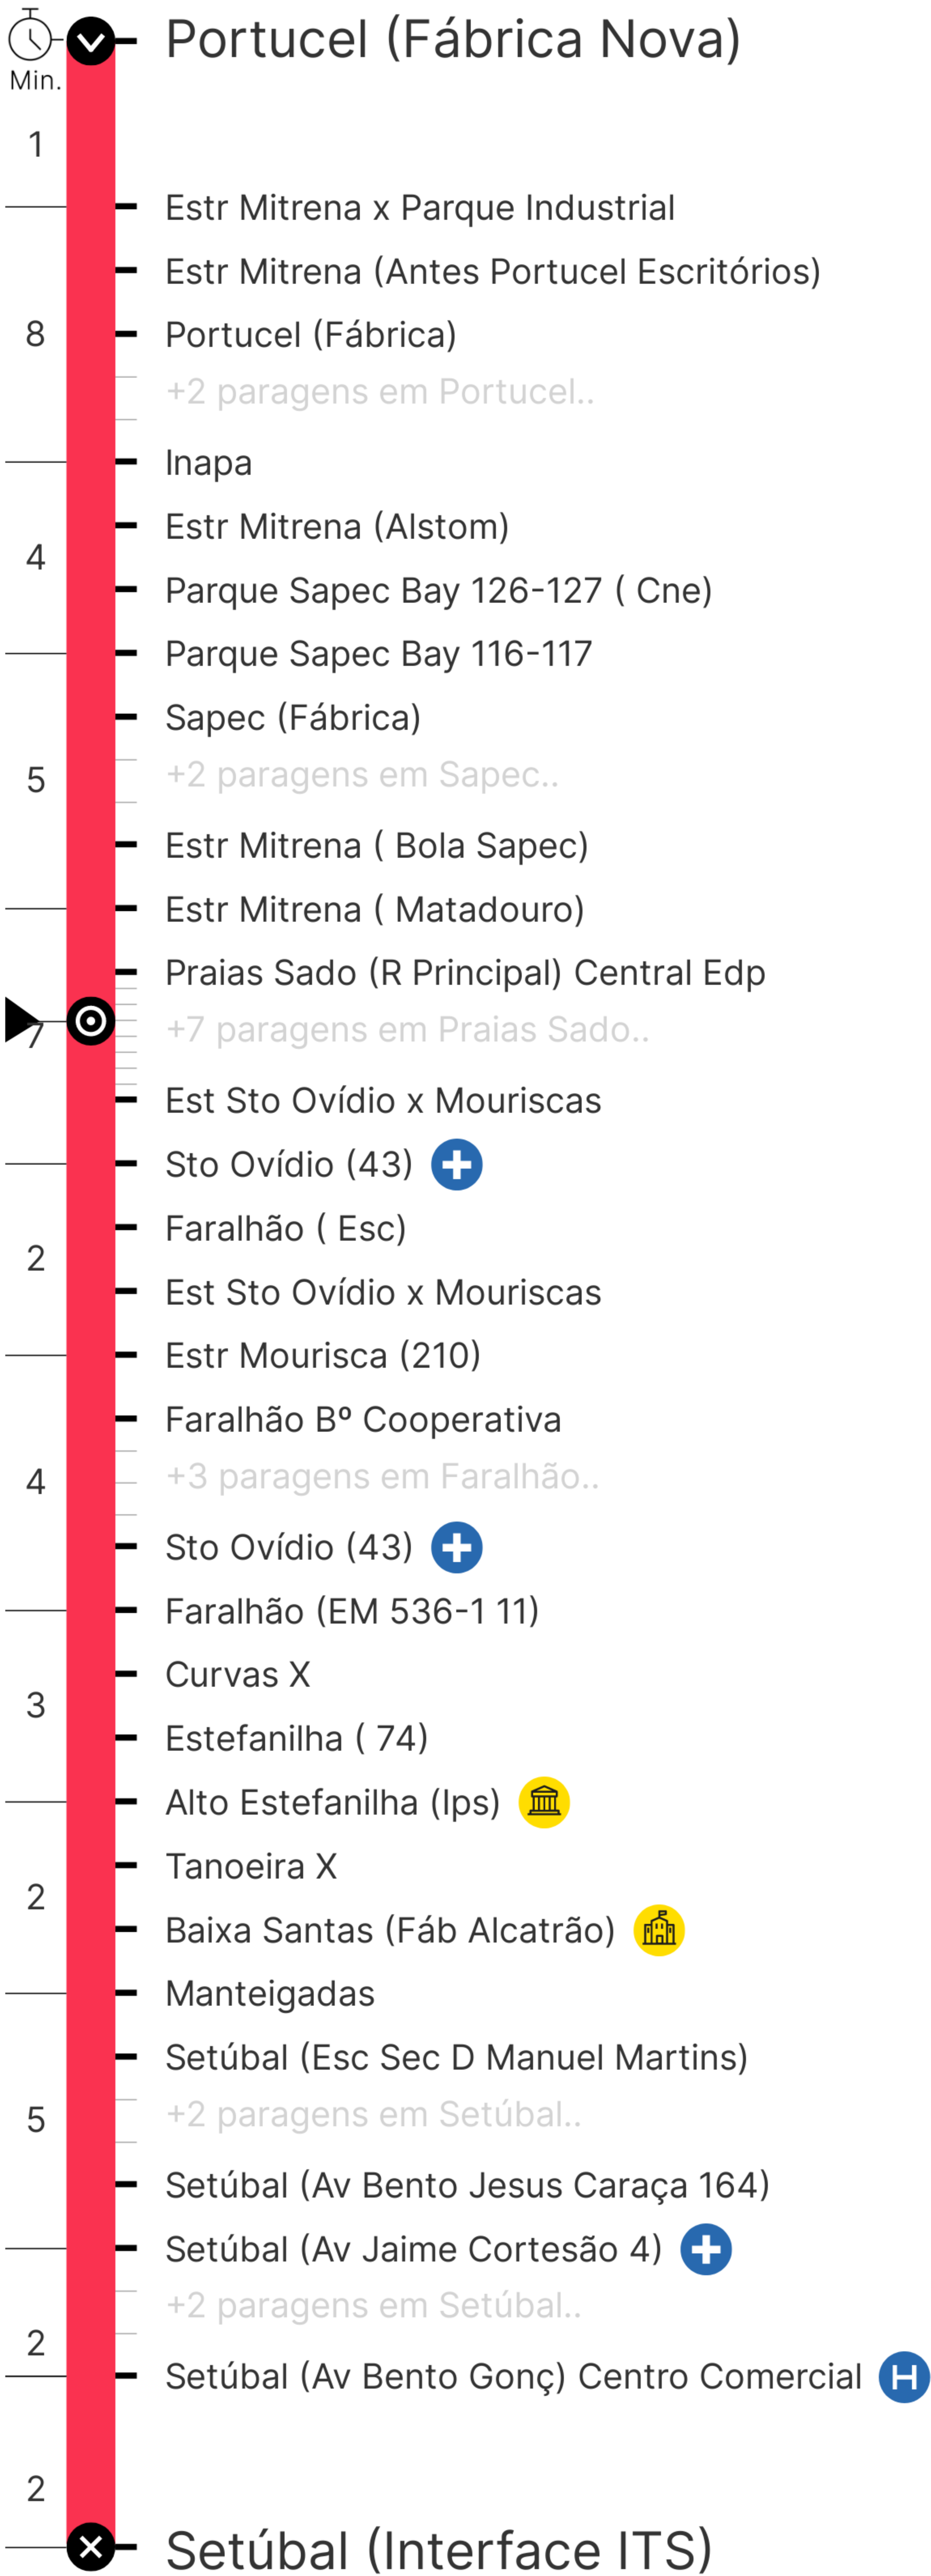 Portucel (Fábrica Nova)
Min.
1
Estr Mitrena x Parque Industrial
Estr Mitrena (Antes Portucel Escritórios)
8
Portucel (Fábrica)
+2 paragens em Portucel..
Inapa
Estr Mitrena (Alstom)
4
Parque Sapec Bay 126-127 ( Cne)
Parque Sapec Bay 116-117
Sapec (Fábrica)
5
+2 paragens em Sapec..
Estr Mitrena ( Bola Sapec)
Estr Mitrena ( Matadouro)
Praias Sado (R Principal) Central Edp
7
+7 paragens em Praias Sado..
Est Sto Ovídio x Mouriscas
Sto Ovídio (43)
Faralhão ( Esc)
2
Est Sto Ovídio x Mouriscas
Estr Mourisca (210)
Faralhão Bº Cooperativa
4
+3 paragens em Faralhão..
Sto Ovídio (43)
Faralhão (EM 536-1 11)
Curvas X
3
Estefanilha ( 74)
Alto Estefanilha (Ips)
Tanoeira X
2
Baixa Santas (Fáb Alcatrão)
Manteigadas
Setúbal (Esc Sec D Manuel Martins)
5
+2 paragens em Setúbal..
Setúbal (Av Bento Jesus Caraça 164)
Setúbal (Av Jaime Cortesão 4)
+2 paragens em Setúbal..
2
Setúbal (Av Bento Gonç) Centro Comercial H
2
Setúbal (Interface ITS)